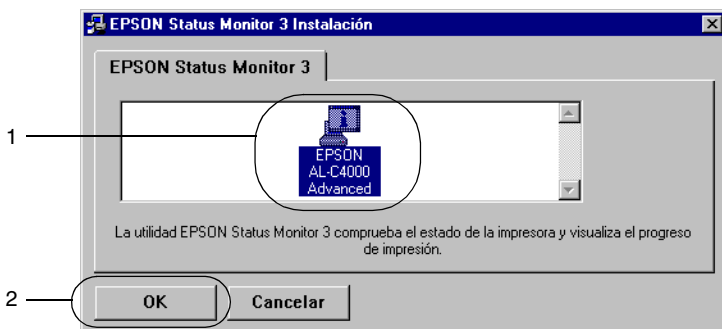 EPSON Status Monitor 3 Instalación
EPSON Status Monitor 3
1
EPSON
AL-C4000
Advanced
La utilidad EPSON Status Monitor 3 comprueba el estado de la impresora y visualiza el progreso
de impresión.
2
OK
Cancelar